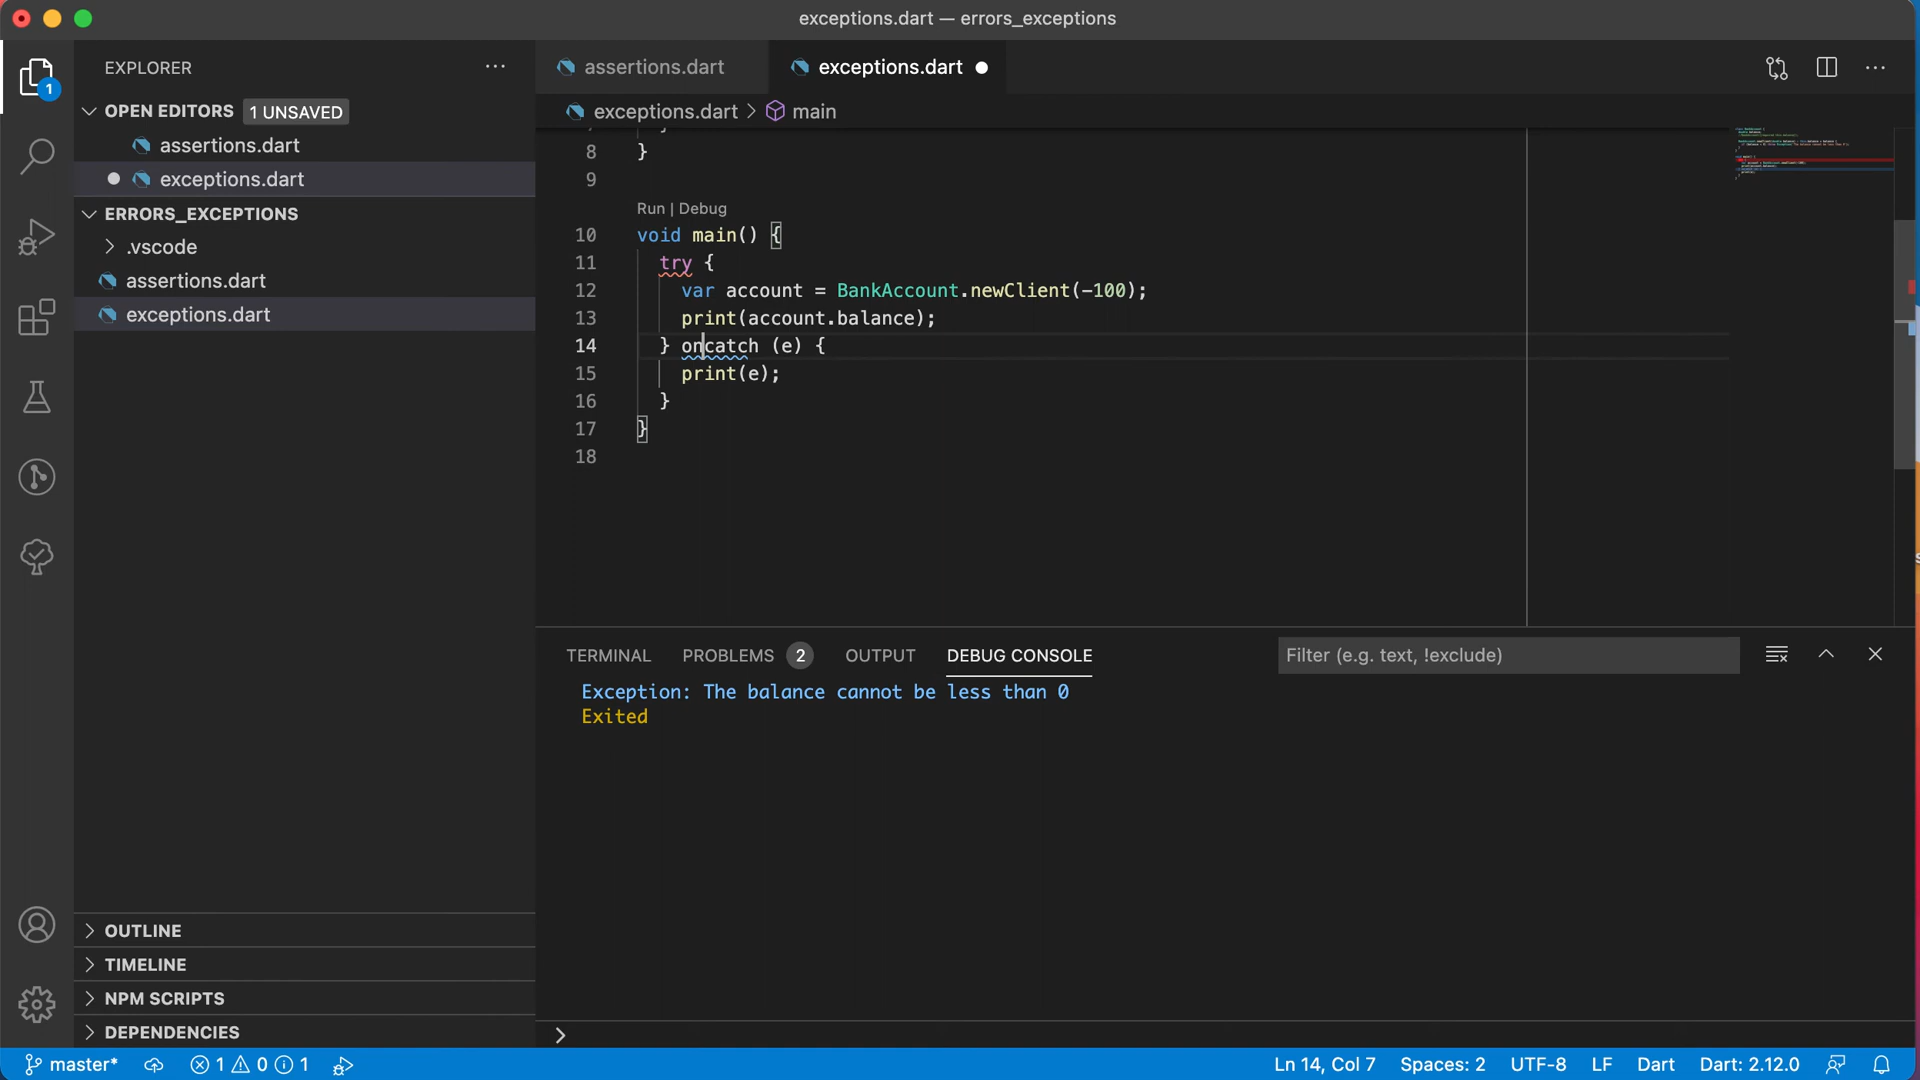 exceptions.dart — errors_exceptions
EXPLORER
OPEN EDITORS 1 UNSAVED
assertions.dart
exceptions.dart
ERRORS_EXCEPTIONS
.vscode
assertions.dart
exceptions.dart
OUTLINE
TIMELINE
NPM SCRIPTS
DEPENDENCIES
1
assertions.dart exceptions.dart
exceptions.dart > main
8 }
9
Run | Debug
10 void main() {
11 try {
12 var account = BankAccount.newClient(-100);
13 print(account.balance);
14 } oncatch (e) {
15 print(e);
16 }
17 }
18
TERMINAL PROBLEMS 2 OUTPUT DEBUG CONSOLE Filter (e.g. text, !exclude)
Exception: The balance cannot be less than 0
Exited
master* 1 0 1 Ln 14, Col 7 Spaces: 2 UTF-8 LF Dart Dart: 2.12.0